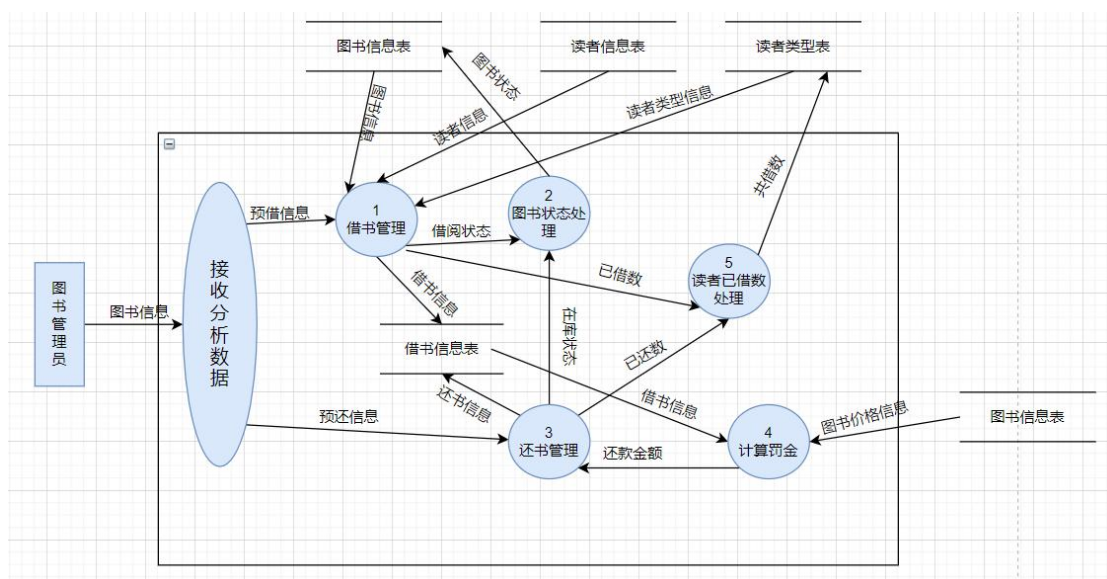 图书信息表
读者信息表
读者类型表
图书信息
图书状态
读者信息
读者类型信息
预借信息
1
借书管理
借阅状态
2
图书状态处
理
共借数
已借数
5
读者已借数
处理
图书管理员
图书信息
接收分析数据
借书信息
借书信息表
在库状态
已还数
还书信息
借书信息
预还信息
3
还书管理
还款金额
4
计算罚金
图书价格信息
图书信息表